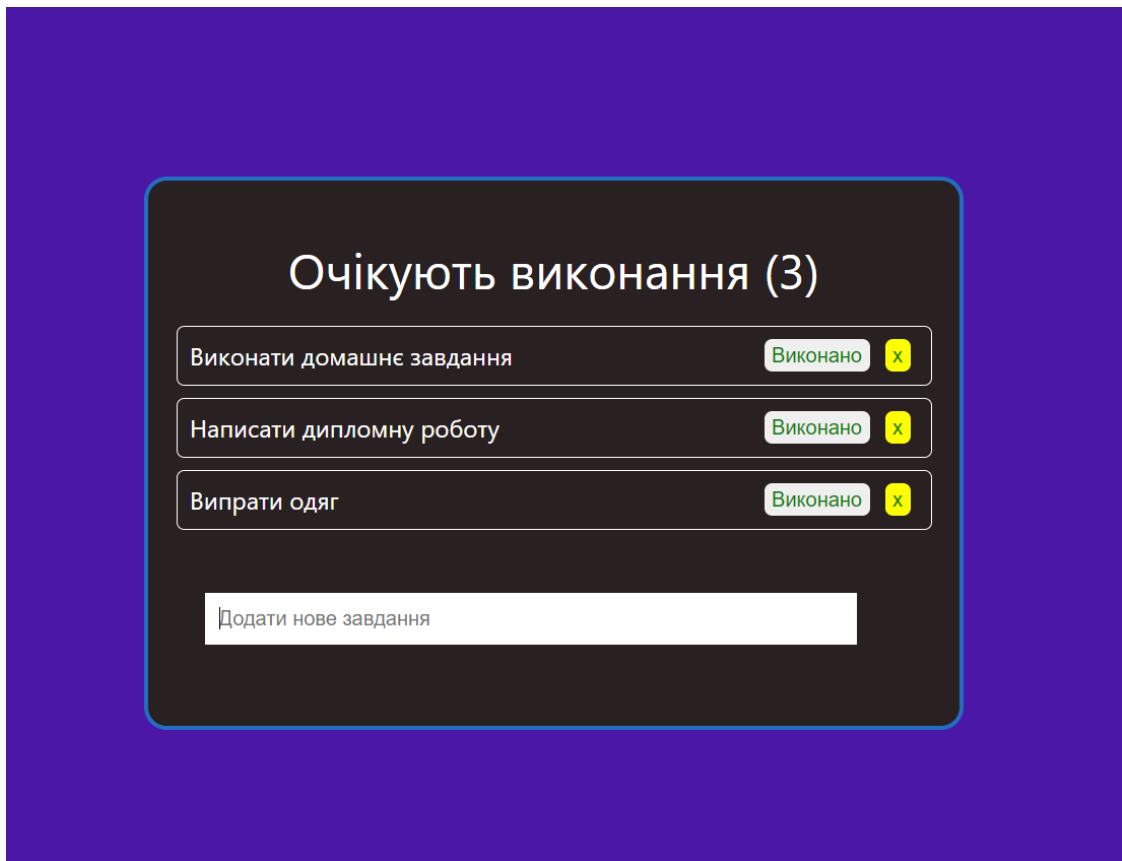 Очікують виконання (3)
Виконати домашнє завдання Виконано x
Написати дипломну роботу Виконано x
Випрати одяг Виконано x
Додати нове завдання